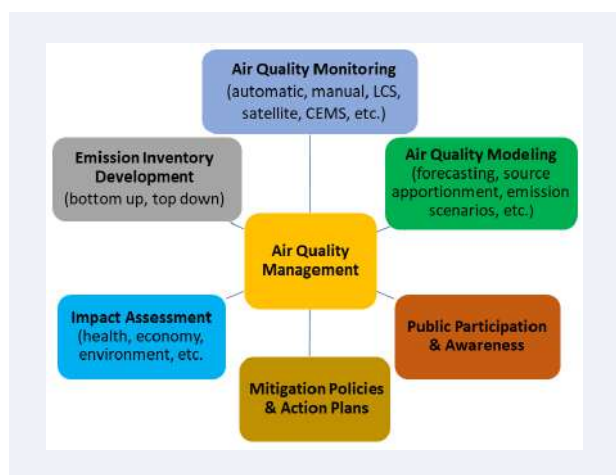 Air Quality Monitoring
(automatic, manual, LCS,
satellite, CEMS, etc.)
Emission Inventory
Development
(bottom up, top down)
Air Quality Modeling
(forecasting, source
apportionment, emission
scenarios, etc.)
Air Quality
Management
Impact Assessment
(health, economy,
environment, etc.
Public Participation
& Awareness
Mitigation Policies
& Action Plans